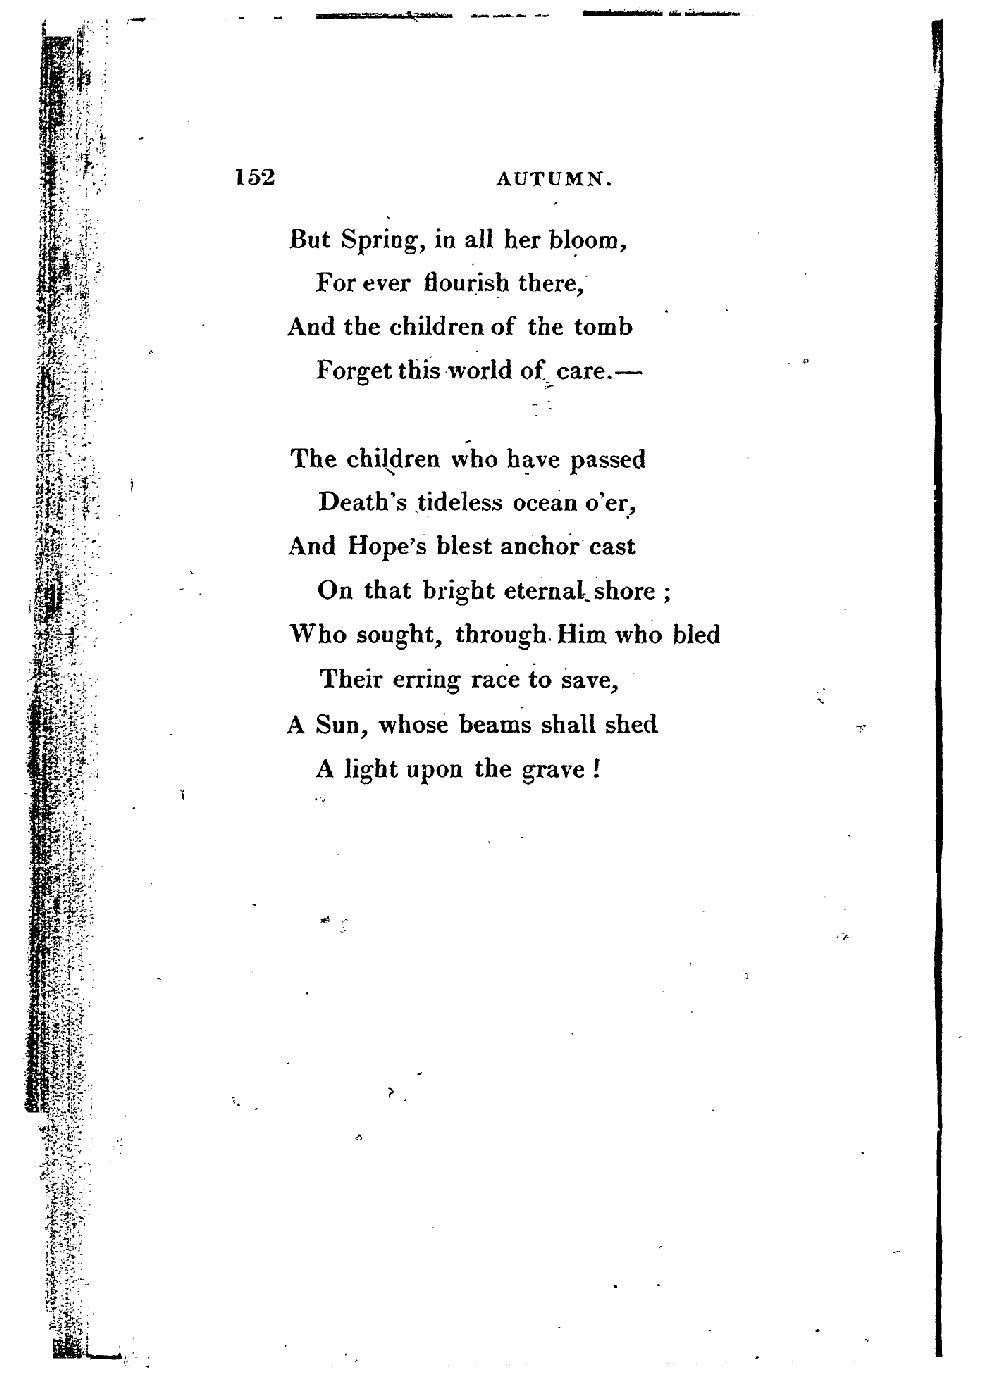 152 AUTUMN.
But Spring, in all her bloom,
For ever flourish there,
And the children of the tomb
Forget this world of care.—
The children who have passed
Death's tideless ocean o'er,
And Hope's blest anchor cast
On that bright eternal shore ;
Who sought, through Him who bled
Their erring race to save,
A Sun, whose beams shall shed
A light upon the grave !